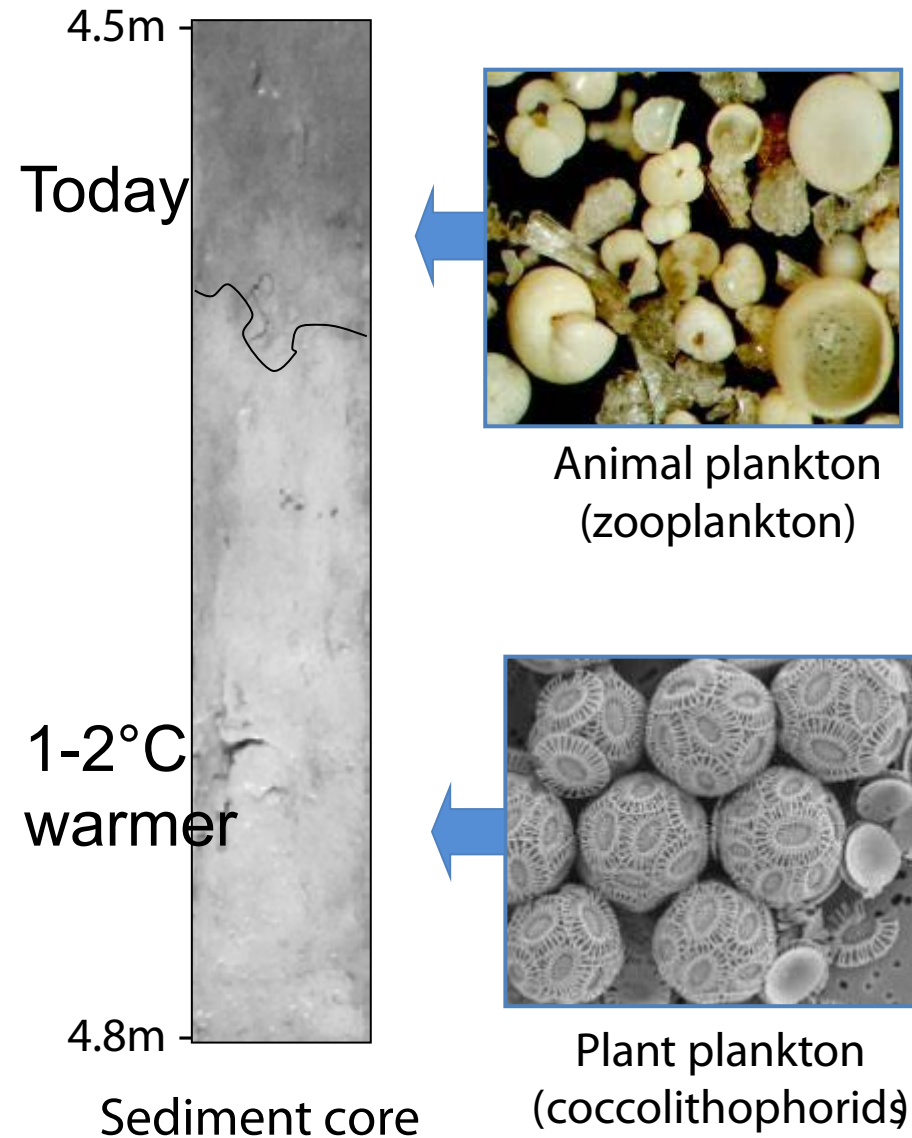 4.5m
Today
Animal plankton
(zooplankton)
1-2°C
warmer
4.8m
Plant plankton
(coccolithophorids)
Sediment core